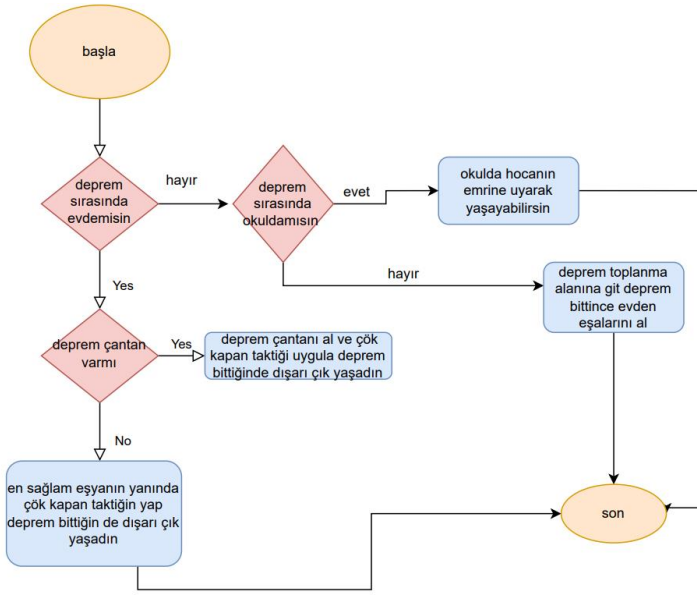 başla
deprem
sırasında
evdemisin
hayır
deprem
sırasında
okuldamısın
evet
okulda hocanın
emrine uyarak
yaşayabilirsin
hayır
deprem toplanma
alanına git deprem
bittince evden
eşalarını al
Yes
deprem çantan
varmı
Yes
deprem çantanı al ve çök
kapan taktiği uygula deprem
bittiğinde dışarı çık yaşadın
No
en sağlam eşyanın yanında
çök kapan taktiğin yap
deprem bittiğin de dışarı çık
yaşadın
son